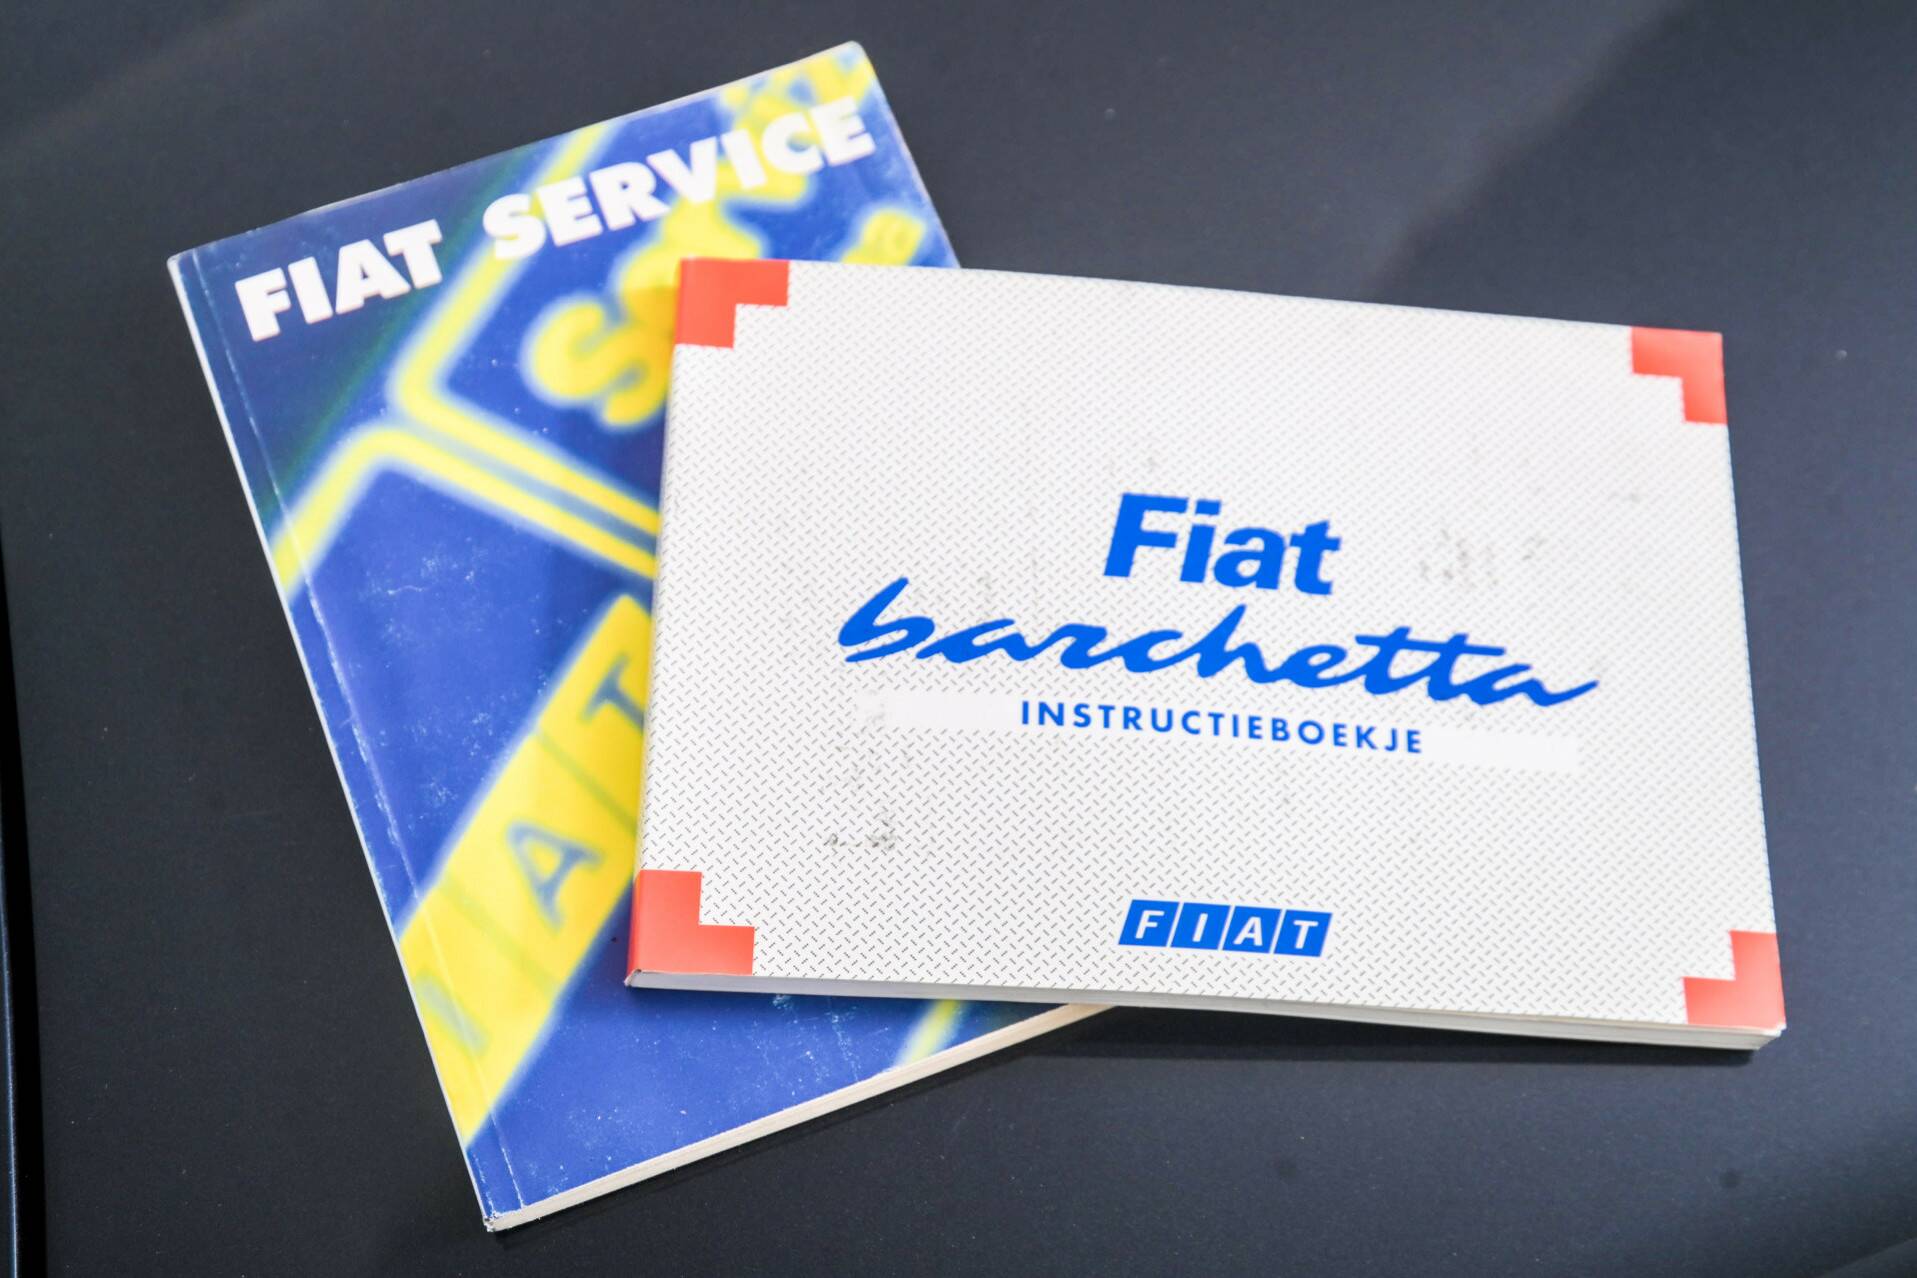 FIAT SERVICE
Fiat
barchetta
INSTRUCTIEBOEKJE
FIAT